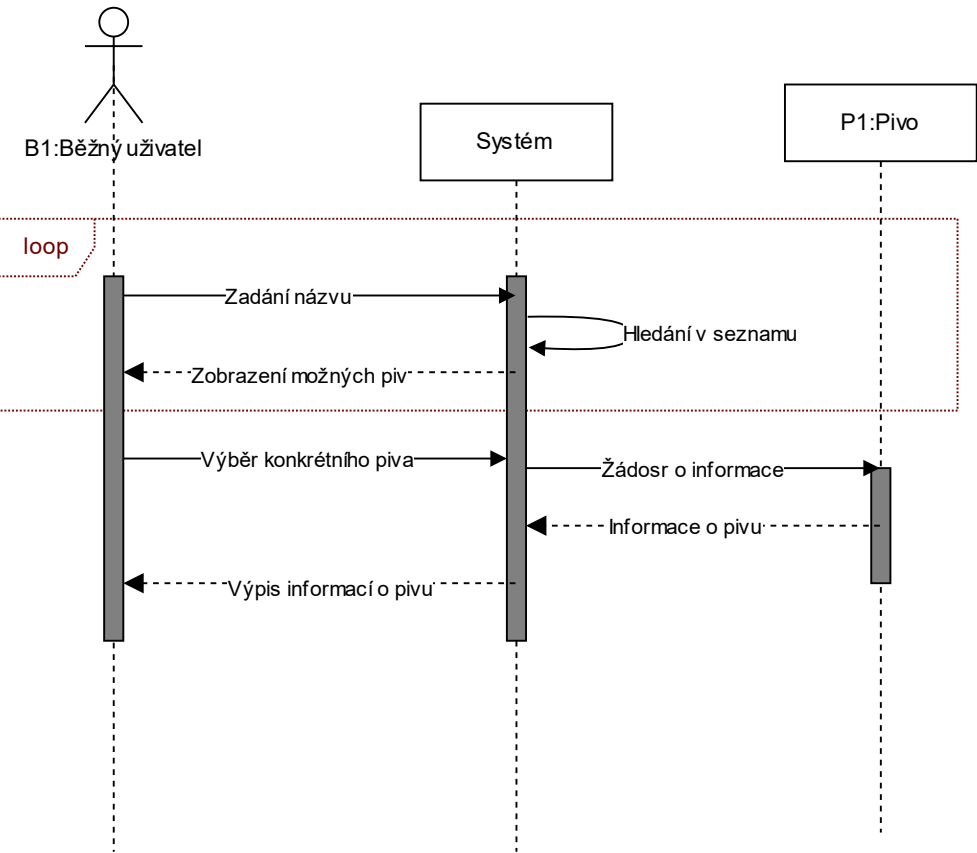 B1:Běžný uživatel
Systém
P1:Pivo
loop
Zadání názvu
Hledání v seznamu
Zobrazení možných piv
Výběr konkrétního piva
Žádosr o informace
Informace o pivu
Výpis informací o pivu